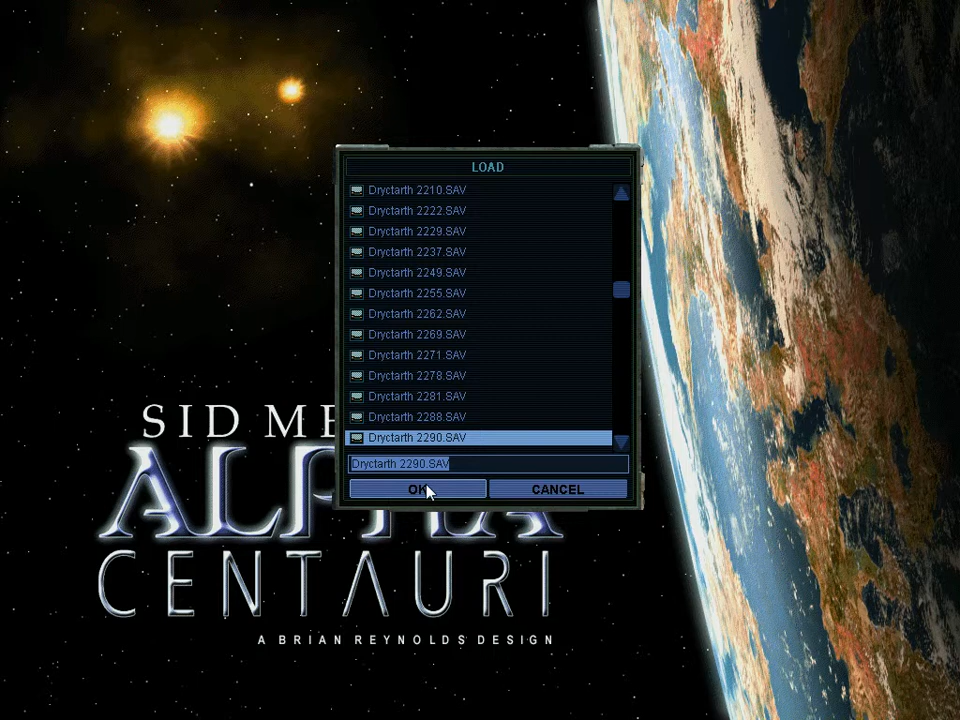 LOAD
Dryctarth 2210.SAV
Dryctarth 2222.SAV
Dryctarth 2229.SAV
Dryctarth 2237.SAV
Dryctarth 2249.SAV
Dryctarth 2255.SAV
Dryctarth 2262.SAV
Dryctarth 2269.SAV
Dryctarth 2271.SAV
Dryctarth 2278.SAV
Dryctarth 2281.SAV
Dryctarth 2288.SAV
Dryctarth 2290.SAV
Dryctarth 2290.SAV
OK CANCEL
SID ME
ALPHA
CENTAURI
A BRIAN REYNOLDS DESIGN